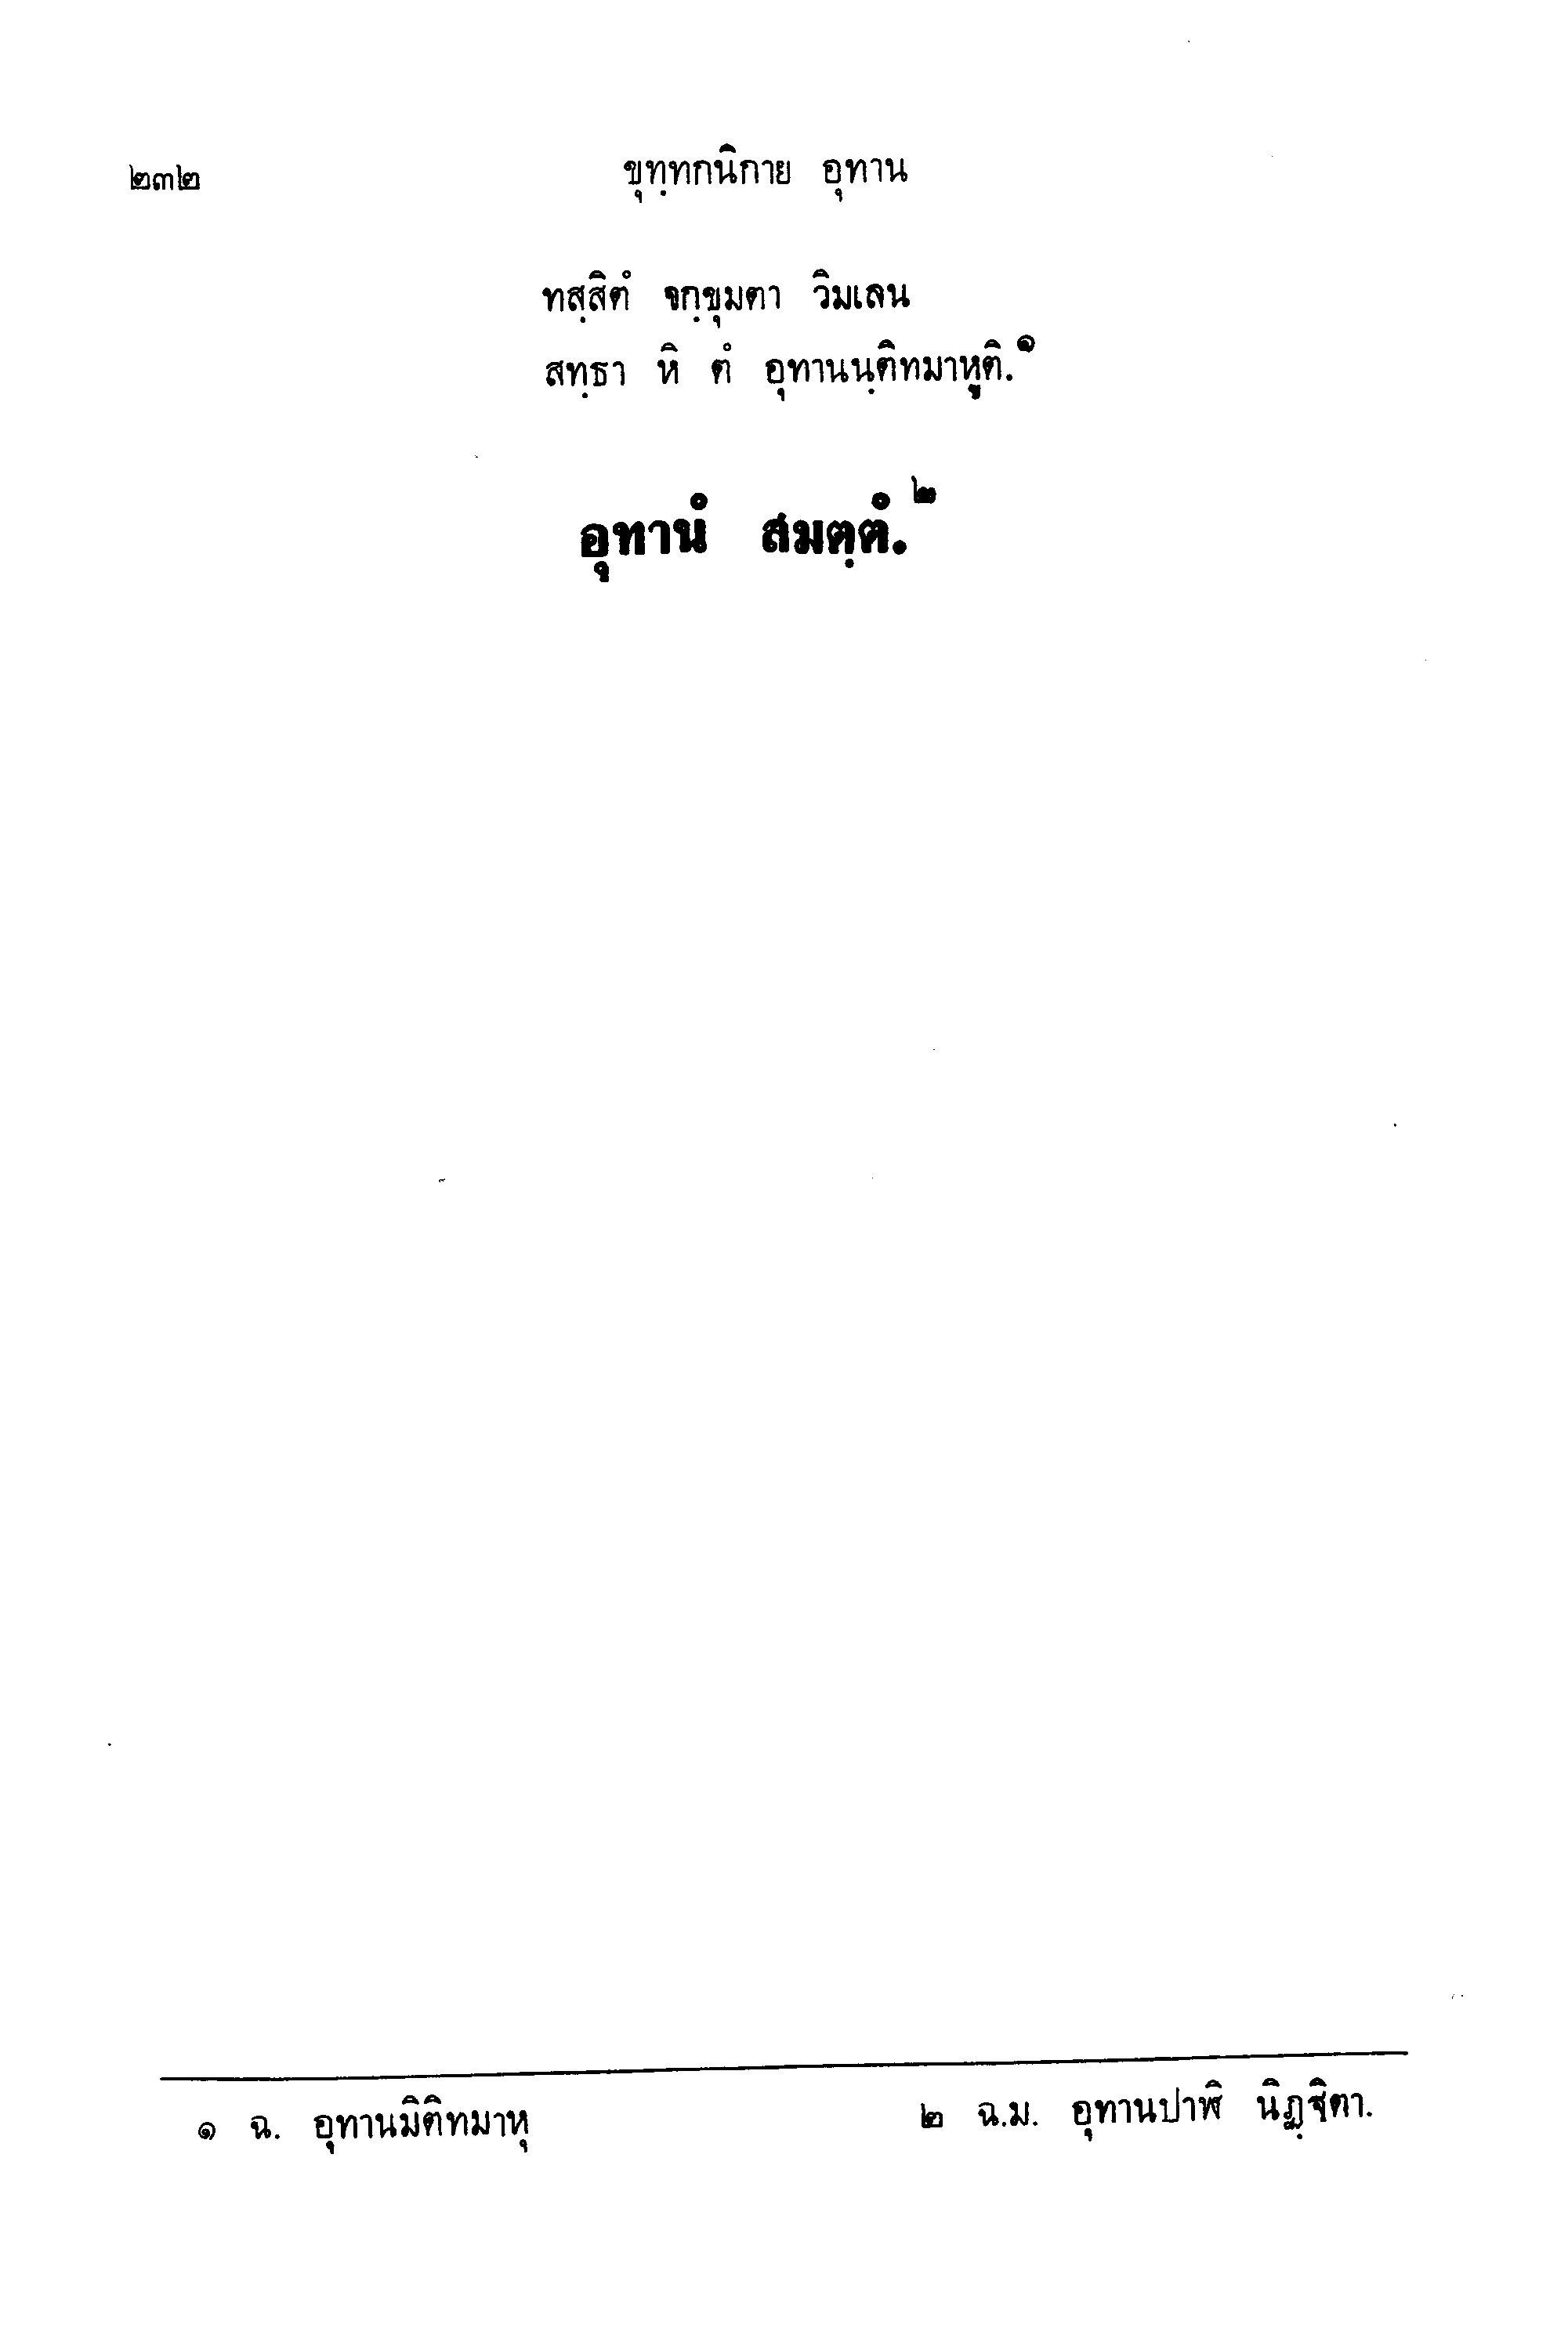 ๒๓๒ ขุทฺทกนิกาย อุทาน
ทสฺสิตํ จกฺขุมตา วิมเลน
สทฺธา หิ ตํ อุทานนฺติทมาหูติ.๑
อุทานํ สมตฺตํ.๒
๑ ฉ. อุทานมิติทมาหุ ๒ ฉ.ม. อุทานปาฬิ นิฏฺฐิตา.